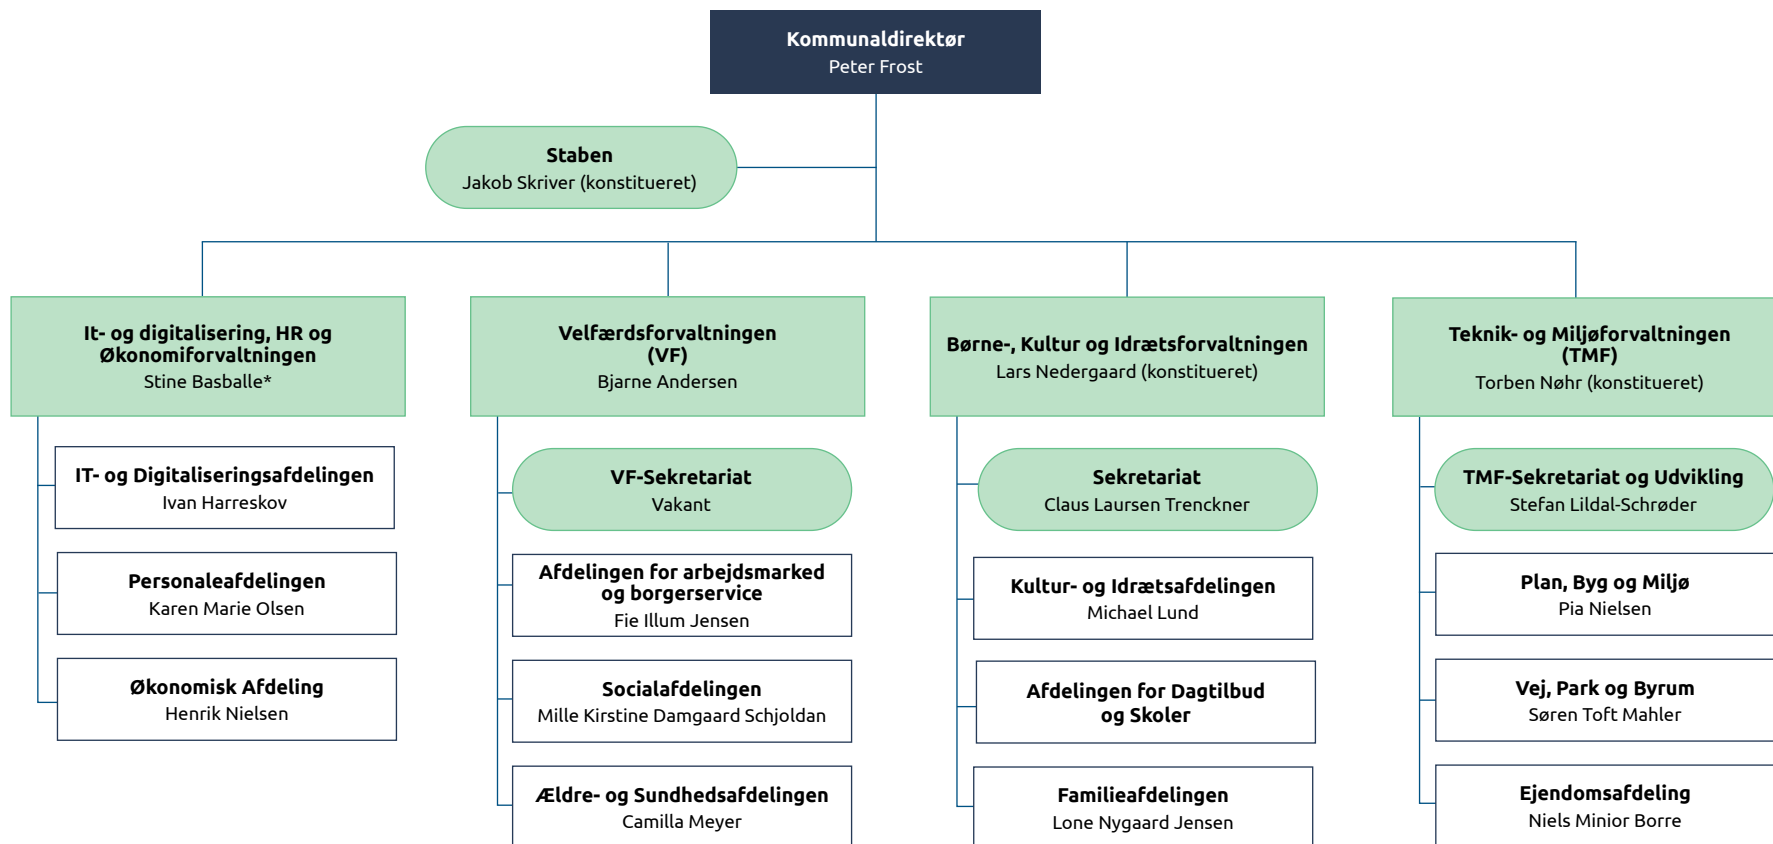 Kommunaldirektør
Peter Frost
Staben
Jakob Skriver (konstitueret)
It- og digitalisering, HR og
Økonomiforvaltningen
Stine Basballe*
IT- og Digitaliseringsafdelingen
Ivan Harreskov
Personaleafdelingen
Karen Marie Olsen
Økonomisk Afdeling
Henrik Nielsen
Velfærdsforvaltningen
(VF)
Bjarne Andersen
VF-Sekretariat
Vakant
Afdelingen for arbejdsmarked
og borgerservice
Fie Illum Jensen
Socialafdelingen
Mille Kirstine Damgaard Schjoldan
Ældre- og Sundhedsafdelingen
Camilla Meyer
Børne-, Kultur og Idrætsforvaltningen
Lars Nedergaard (konstitueret)
Sekretariat
Claus Laursen Trenckner
Kultur- og Idrætsafdelingen
Michael Lund
Afdelingen for Dagtilbud
og Skoler
Familieafdelingen
Lone Nygaard Jensen
Teknik- og Miljøforvaltningen
(TMF)
Torben Nøhr (konstitueret)
TMF-Sekretariat og Udvikling
Stefan Lildal-Schrøder
Plan, Byg og Miljø
Pia Nielsen
Vej, Park og Byrum
Søren Toft Mahler
Ejendomsafdeling
Niels Minior Borre